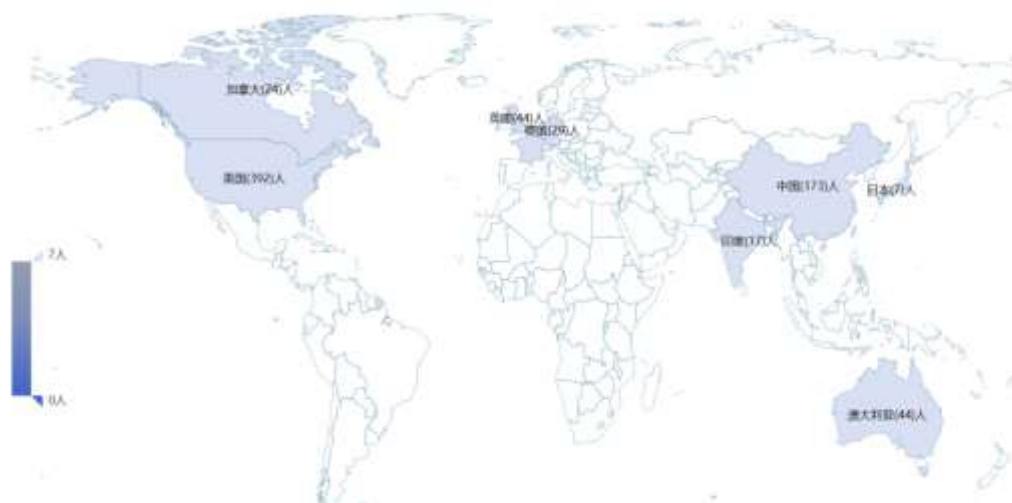 加拿大(24)人
英国(44)人
德国(29)人
美国(392)人
中国(373)人
日本(7)人
印度(17)人
7人
0人
澳大利亚(44)人